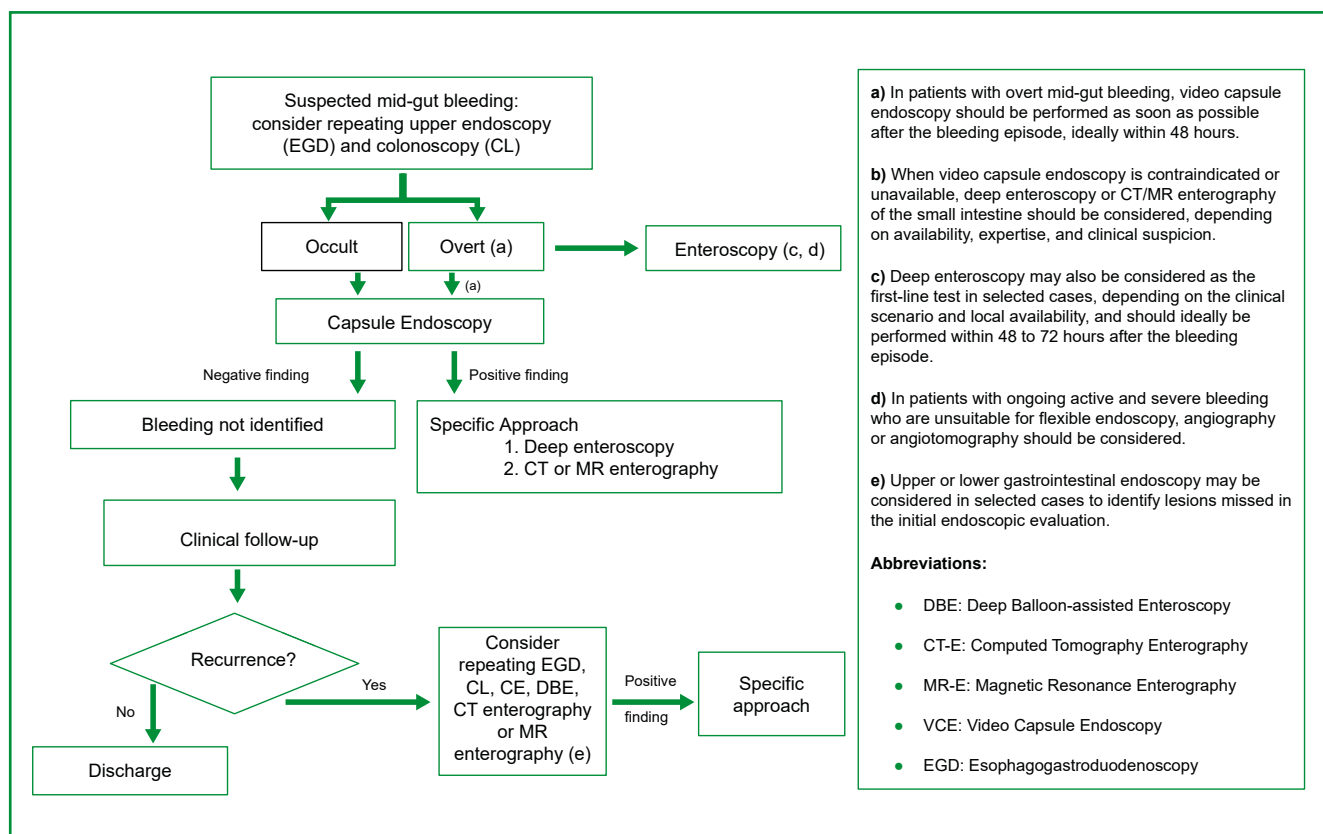 Suspected mid-gut bleeding:
consider repeating upper endoscopy
(EGD) and colonoscopy (CL)
Occult
Overt (a)
Enteroscopy (c, d)
(a)
Capsule Endoscopy
Negative finding
Positive finding
Bleeding not identified
Specific Approach
1. Deep enteroscopy
2. CT or MR enterography
Clinical follow-up
Recurrence?
No
Yes
Discharge
Consider
repeating EGD,
CL, CE, DBE,
CT enterography
or MR
enterography (e)
Positive
finding
Specific
approach
a) In patients with overt mid-gut bleeding, video capsule
endoscopy should be performed as soon as possible
after the bleeding episode, ideally within 48 hours.
b) When video capsule endoscopy is contraindicated or
unavailable, deep enteroscopy or CT/MR enterography
of the small intestine should be considered, depending
on availability, expertise, and clinical suspicion.
c) Deep enteroscopy may also be considered as the
first-line test in selected cases, depending on the clinical
scenario and local availability, and should ideally be
performed within 48 to 72 hours after the bleeding
episode.
d) In patients with ongoing active and severe bleeding
who are unsuitable for flexible endoscopy, angiography
or angiotomography should be considered.
e) Upper or lower gastrointestinal endoscopy may be
considered in selected cases to identify lesions missed in
the initial endoscopic evaluation.
Abbreviations:
● DBE: Deep Balloon-assisted Enteroscopy
● CT-E: Computed Tomography Enterography
● MR-E: Magnetic Resonance Enterography
● VCE: Video Capsule Endoscopy
● EGD: Esophagogastroduodenoscopy